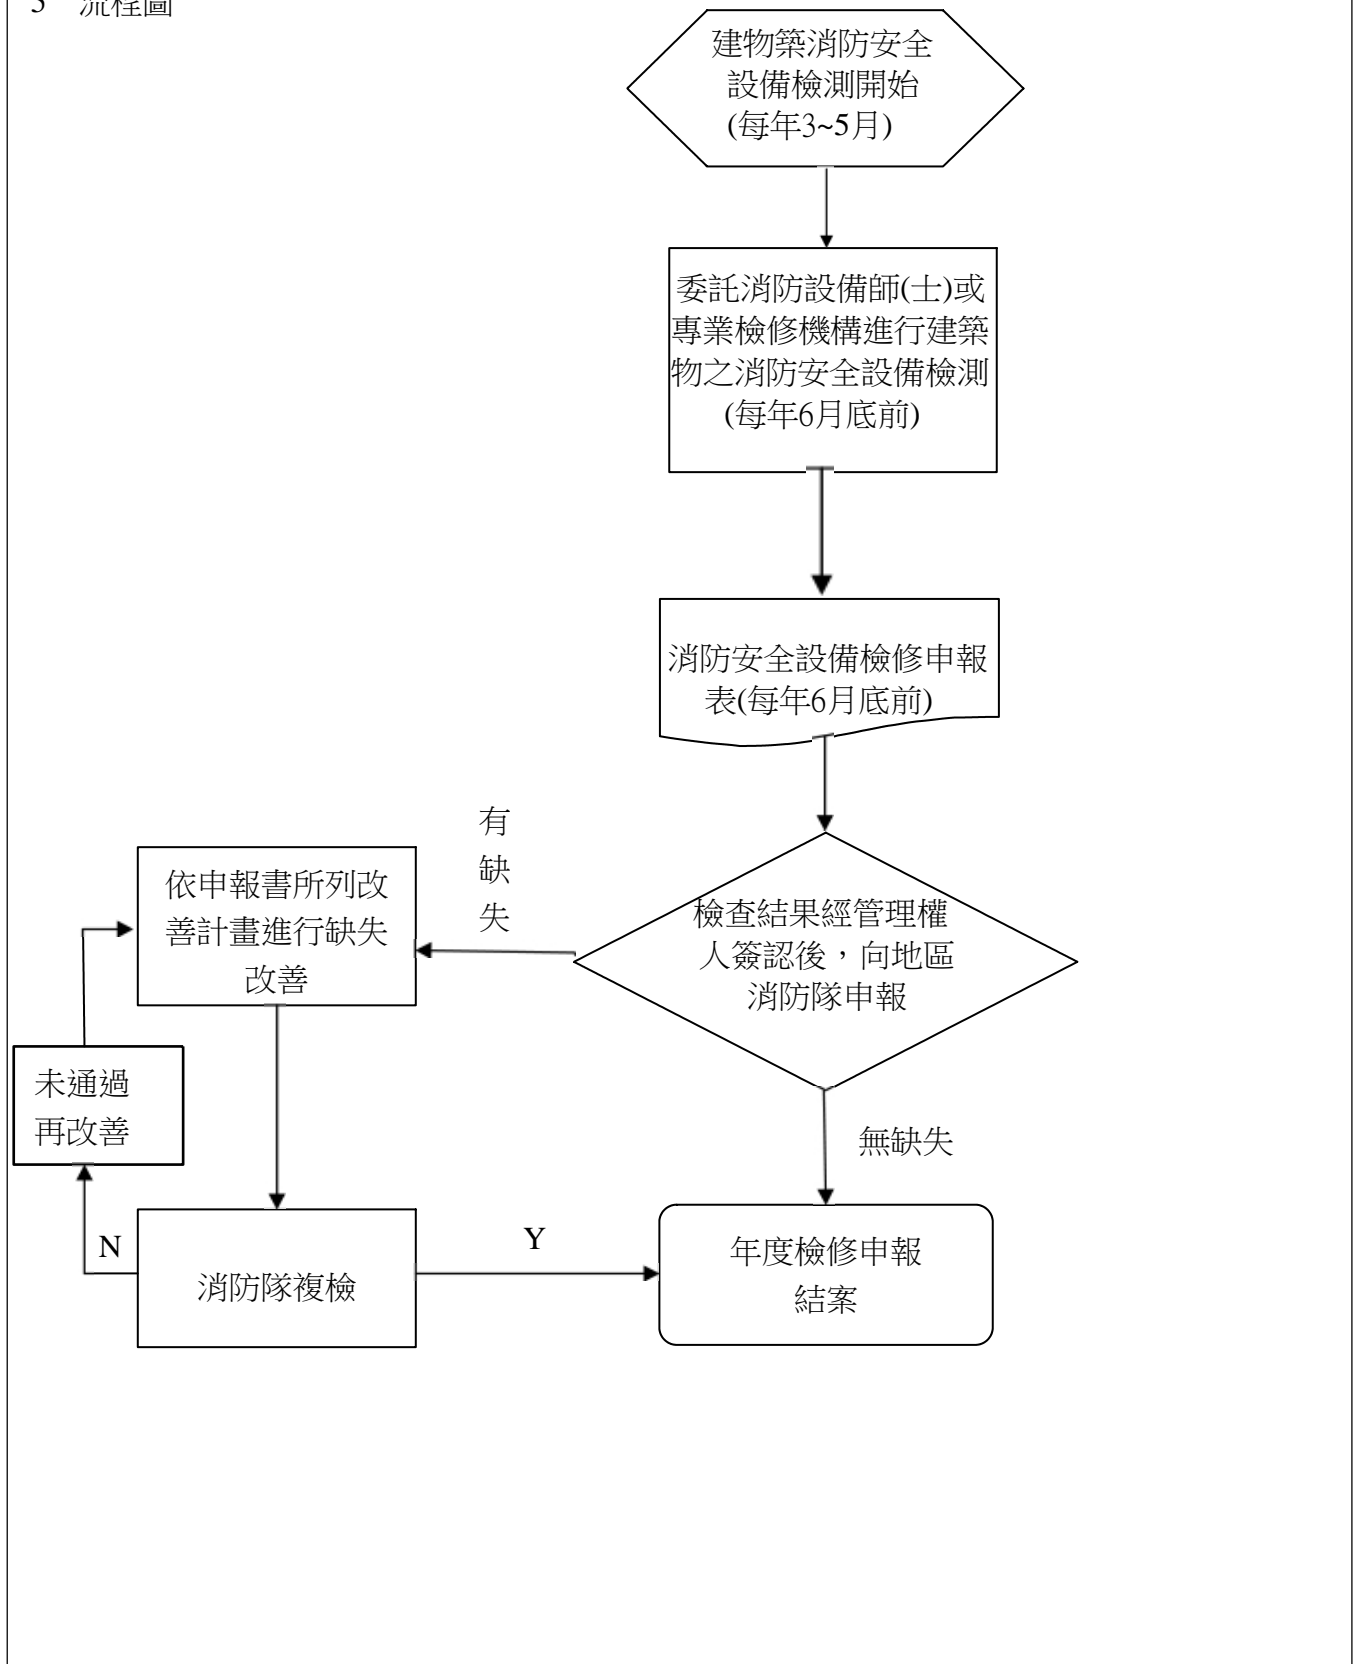 流程圖
建物築消防安全
設備檢測開始
(每年3~5月)
委託消防設備師(士)或
專業檢修機構進行建築
物之消防安全設備檢測
(每年6月底前)
消防安全設備檢修申報
表(每年6月底前)
有
缺
失
依申報書所列改
善計畫進行缺失
改善
檢查結果經管理權
人簽認後，向地區
消防隊申報
未通過
再改善
無缺失
N
消防隊複檢
Y
年度檢修申報
結案